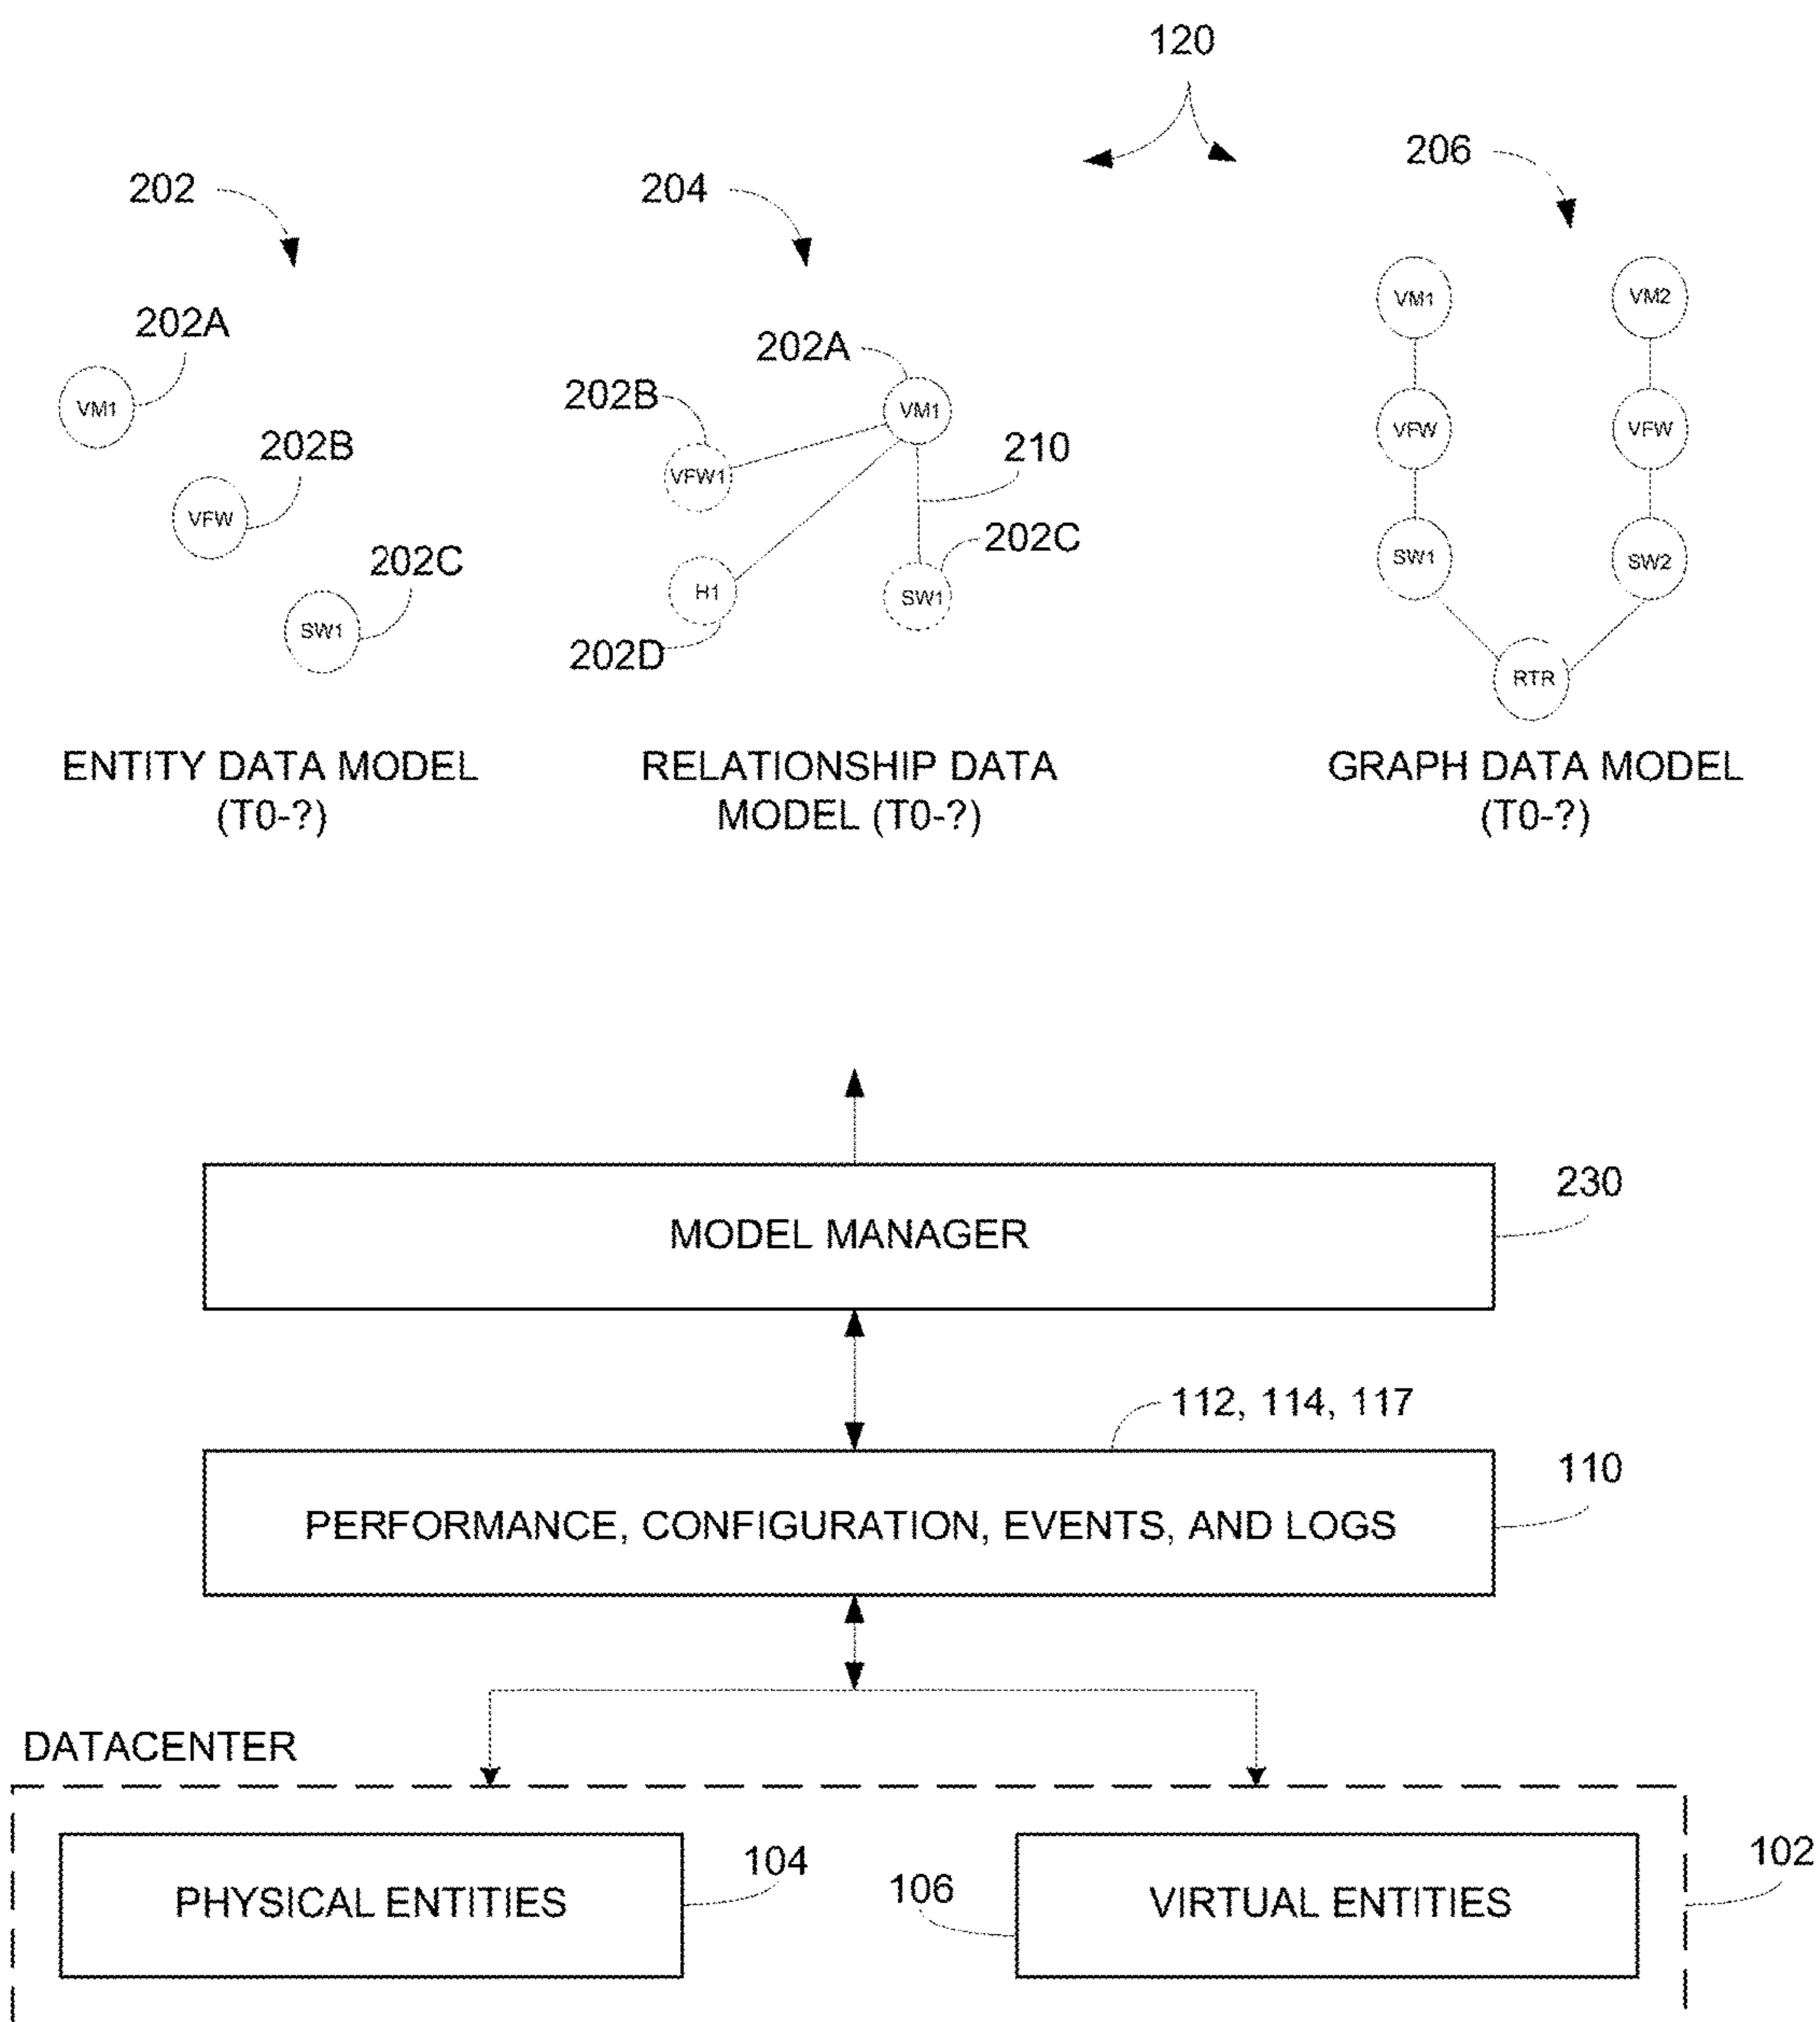 120
206
202
204
VM1
VM2
202A
202A
VM1
202B
VM1
VFW
VFW
202B
210
VFW1
VFW
202C
202C
SW1
SW2
H1
SW1
SW1
202D
RTR
ENTITY DATA MODEL
(T0-?)
RELATIONSHIP DATA
MODEL (T0-?)
GRAPH DATA MODEL
(T0-?)
230
MODEL MANAGER
112, 114, 117
110
PERFORMANCE, CONFIGURATION, EVENTS, AND LOGS
DATACENTER
104
102
106
PHYSICAL ENTITIES
VIRTUAL ENTITIES